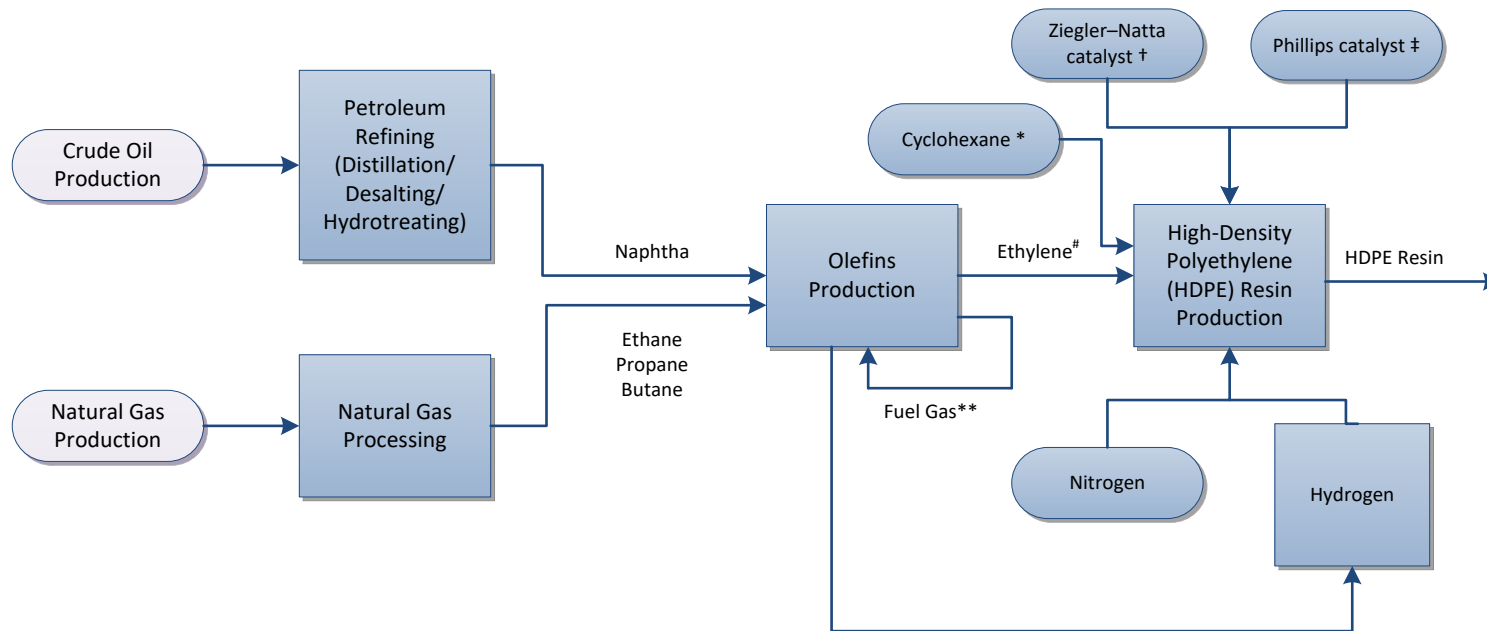 Ziegler–Natta
catalyst †
Phillips catalyst ‡
Cyclohexane *
Petroleum
Refining
(Distillation/
Desalting/
Hydrotreating)
Crude Oil
Production
Naphtha
Olefins
Production
Ethylene#
High-Density
Polyethylene
(HDPE) Resin
Production
HDPE Resin
Ethane
Propane
Butane
Fuel Gas**
Natural Gas
Production
Natural Gas
Processing
Nitrogen
Hydrogen